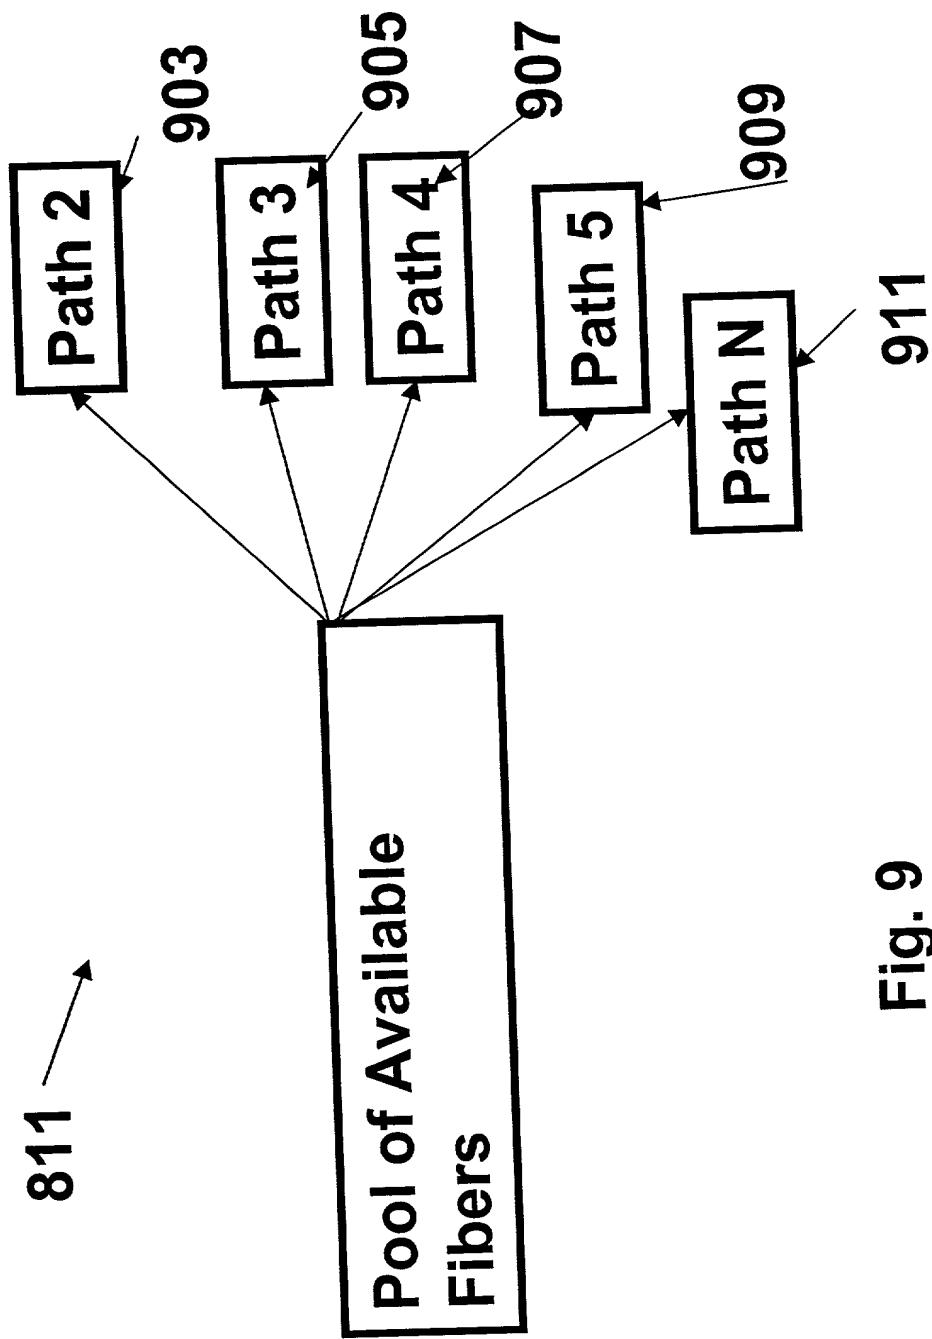 811
Pool of Available
Fibers
Path 2
903
Path 3
905
Path 4
907
Path 5
909
Path N
911
Fig. 9